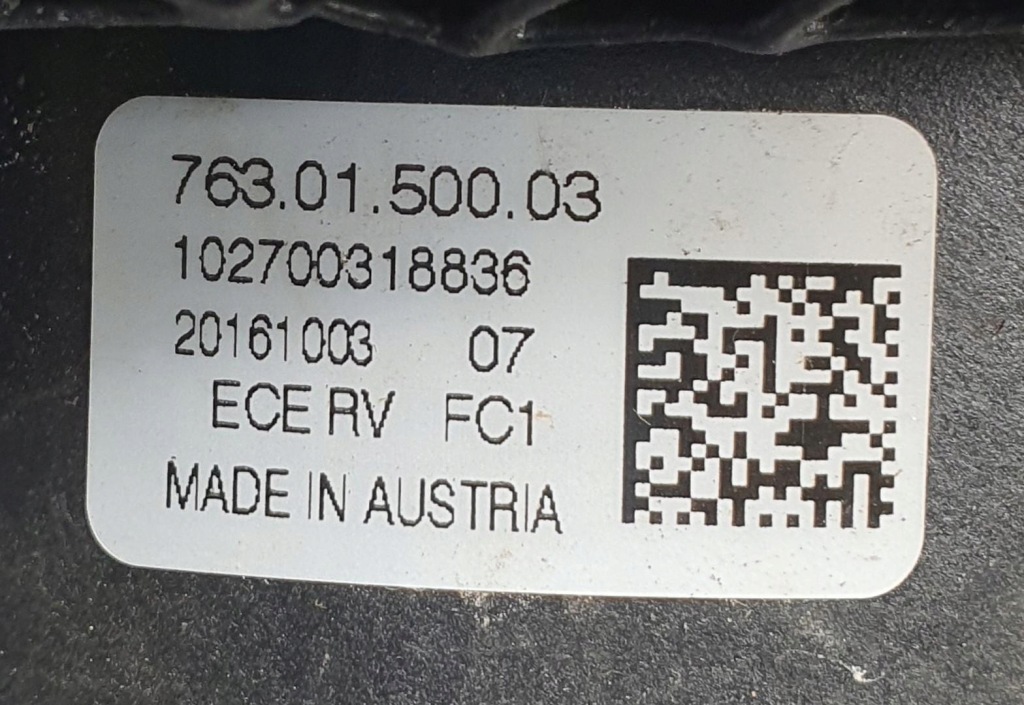 763.01.500.03
102700318836
20161003 07
ECE RV FC1
MADE IN AUSTRIA